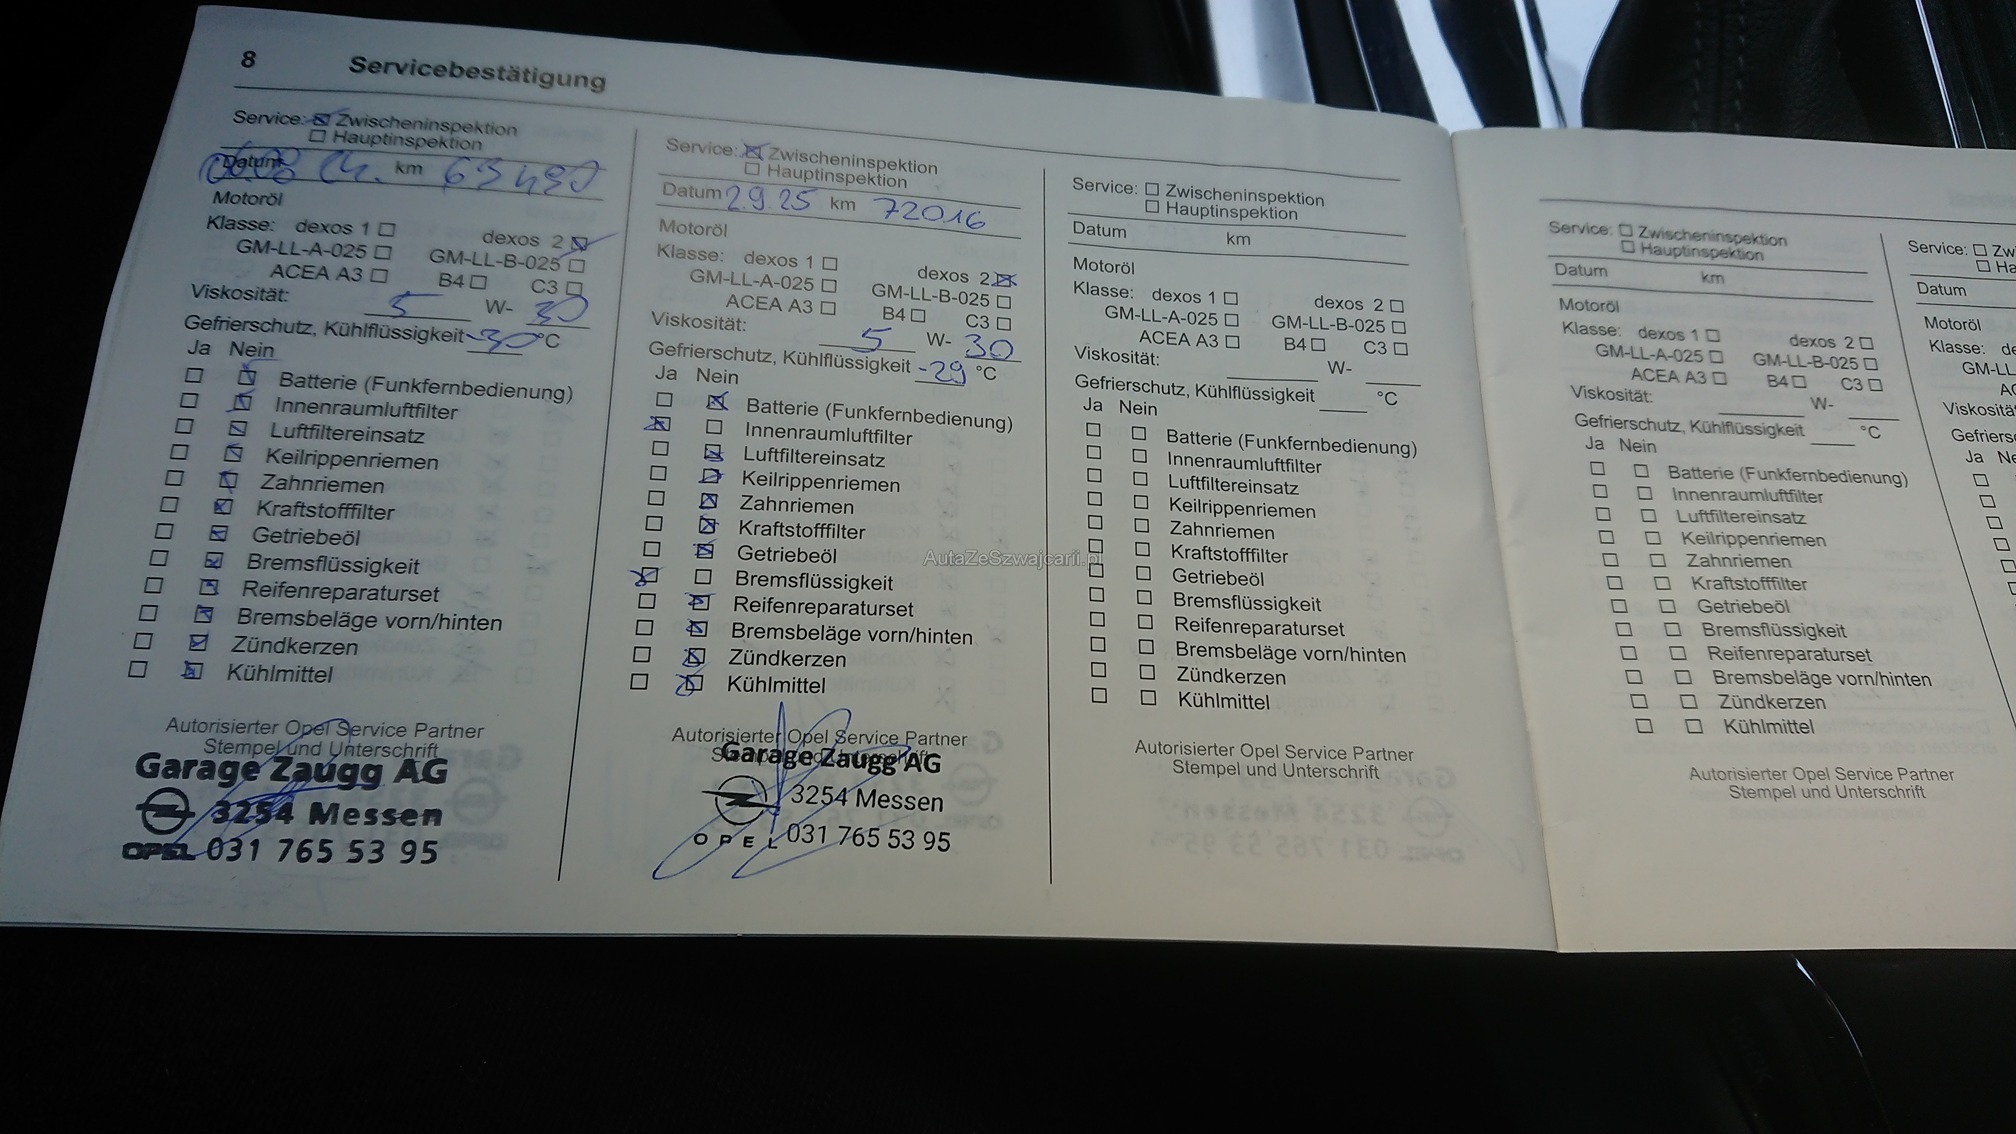 8 Servicebestätigung
Service: Zwischeninspektion
Hauptinspektion
Datum km
Motoröl
Klasse: dexos 1 dexos 2
GM-LL-A-025 GM-LL-B-025
ACEA A3 B4 C3
Viskosität: 5 W- 30
Gefrierschutz, Kühlflüssigkeit -30 °C
Ja Nein
Batterie (Funkfernbedienung)
Innenraumluftfilter
Luftfiltereinsatz
Keilrippenriemen
Zahnriemen
Kraftstofffilter
Getriebeöl
Bremsflüssigkeit
Reifenreparaturset
Bremsbeläge vorn/hinten
Zündkerzen
Kühlmittel
Autorisierter Opel Service Partner
Stempel und Unterschrift
Garage Zaugg AG
3254 Messen
OPEL 031 765 53 95
Service: Zwischeninspektion
Hauptinspektion
Datum 2.9.25 km 72016
Motoröl
Klasse: dexos 1 dexos 2
GM-LL-A-025 GM-LL-B-025
ACEA A3 B4 C3
Viskosität: 5 W- 30
Gefrierschutz, Kühlflüssigkeit -29 °C
Ja Nein
Batterie (Funkfernbedienung)
Innenraumluftfilter
Luftfiltereinsatz
Keilrippenriemen
Zahnriemen
Kraftstofffilter
Getriebeöl
Bremsflüssigkeit
Reifenreparaturset
Bremsbeläge vorn/hinten
Zündkerzen
Kühlmittel
Autorisierter Opel Service Partner
Garage Zaugg AG
3254 Messen
OPEL 031 765 53 95
AutaZeSzwajcarii.pl
Service: Zwischeninspektion
Hauptinspektion
Datum km
Motoröl
Klasse: dexos 1 dexos 2
GM-LL-A-025 GM-LL-B-025
ACEA A3 B4 C3
Viskosität: W-
Gefrierschutz, Kühlflüssigkeit °C
Ja Nein
Batterie (Funkfernbedienung)
Innenraumluftfilter
Luftfiltereinsatz
Keilrippenriemen
Zahnriemen
Kraftstofffilter
Getriebeöl
Bremsflüssigkeit
Reifenreparaturset
Bremsbeläge vorn/hinten
Zündkerzen
Kühlmittel
Autorisierter Opel Service Partner
Stempel und Unterschrift
Service: Zwischeninspektion
Hauptinspektion
Datum km
Motoröl
Klasse: dexos 1 dexos 2
GM-LL-A-025 GM-LL-B-025
ACEA A3 B4 C3
Viskosität: W-
Gefrierschutz, Kühlflüssigkeit °C
Ja Nein
Batterie (Funkfernbedienung)
Innenraumluftfilter
Luftfiltereinsatz
Keilrippenriemen
Zahnriemen
Kraftstofffilter
Getriebeöl
Bremsflüssigkeit
Reifenreparaturset
Bremsbeläge vorn/hinten
Zündkerzen
Kühlmittel
Autorisierter Opel Service Partner
Stempel und Unterschrift
Service: Zw
Ha
Datum
Motoröl
Klasse: de
GM-LL
AC
Viskositä
Gefriers
Ja Ne